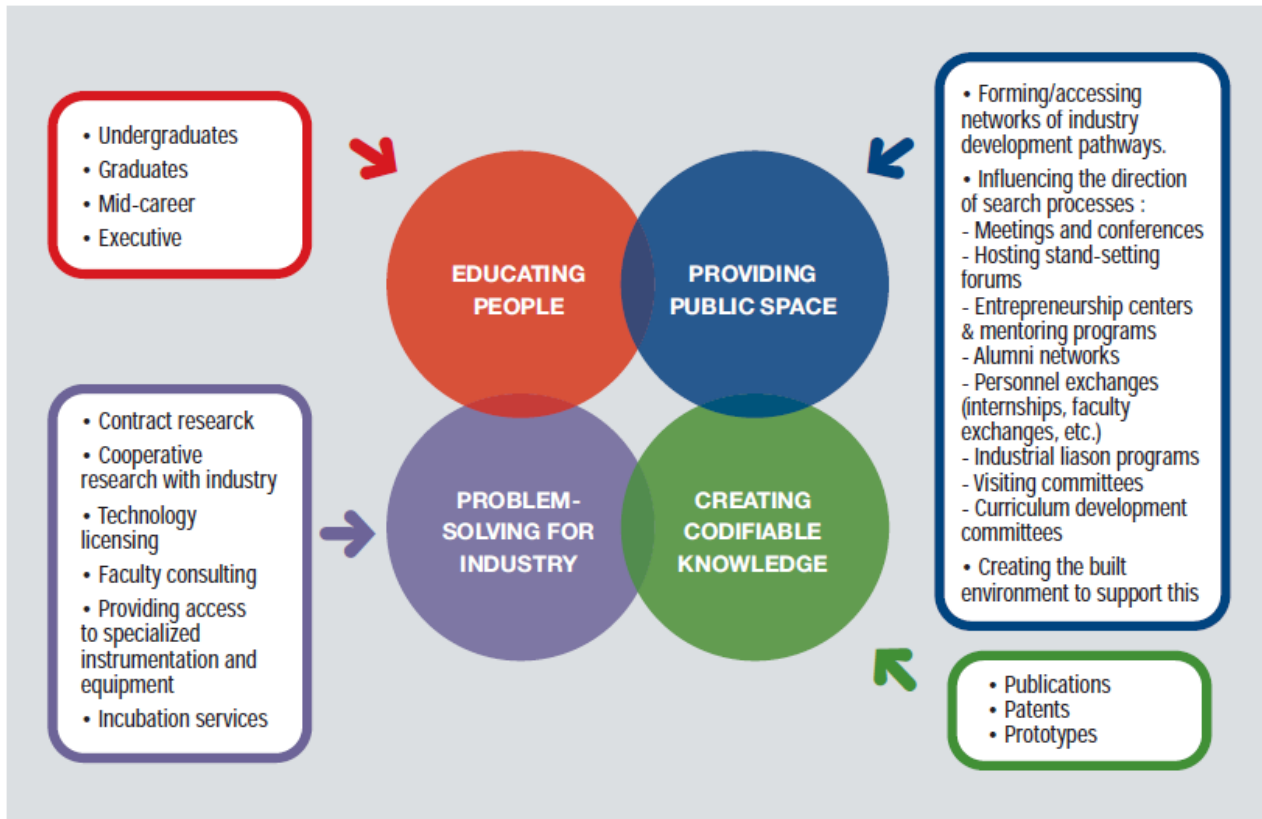 • Undergraduates
• Graduates
• Mid-career
• Executive
EDUCATING
PEOPLE
PROVIDING
PUBLIC SPACE
• Forming/accessing
networks of industry
development pathways.
• Influencing the direction
of search processes :
- Meetings and conferences
- Hosting stand-setting
forums
- Entrepreneurship centers
& mentoring programs
- Alumni networks
- Personnel exchanges
(internships, faculty
exchanges, etc.)
- Industrial liason programs
- Visiting committees
- Curriculum development
committees
• Creating the built
environment to support this
• Contract researck
• Cooperative
research with industry
• Technology
licensing
• Faculty consulting
• Providing access
to specialized
instrumentation and
equipment
• Incubation services
PROBLEM-
SOLVING FOR
INDUSTRY
CREATING
CODIFIABLE
KNOWLEDGE
• Publications
• Patents
• Prototypes